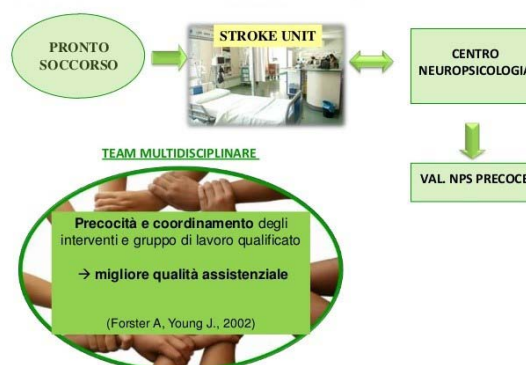 PRONTO
SOCCORSO
STROKE UNIT
CENTRO
NEUROPSICOLOGIA
VAL. NPS PRECOCE
TEAM MULTIDISCIPLINARE
Precocità e coordinamento degli
interventi e gruppo di lavoro qualificato
→ migliore qualità assistenziale
(Forster A, Young J., 2002)